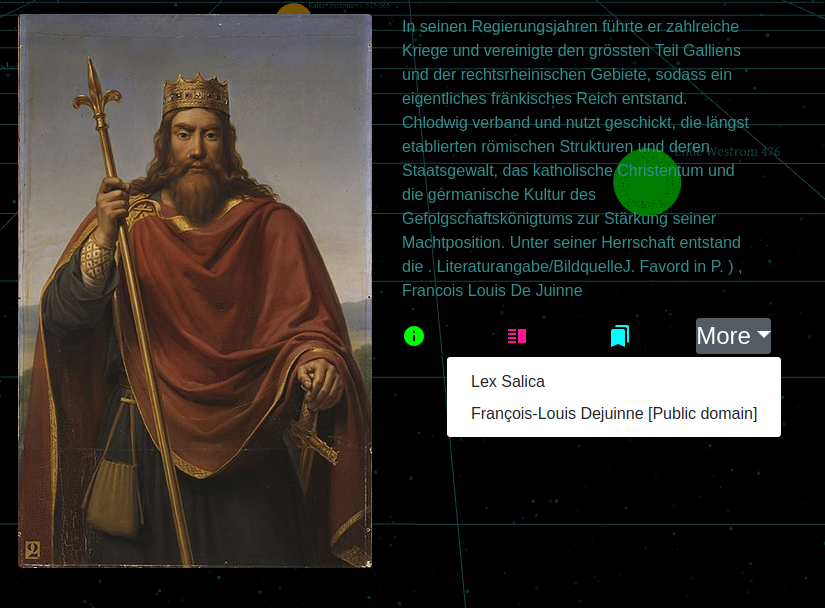 Kaiser Justinian I. 527-565
In seinen Regierungsjahren führte er zahlreiche
Kriege und vereinigte den grössten Teil Galliens
und der rechtsrheinischen Gebiete, sodass ein
eigentliches fränkisches Reich entstand.
Chlodwig verband und nutzt geschickt, die längst
etablierten römischen Strukturen und deren
Westrom 476
Staatsgewalt, das katholische Christentum und
die germanische Kultur des
Gefolgschaftskönigtums zur Stärkung seiner
Machtposition. Unter seiner Herrschaft entstand
die . Literaturangabe/BildquelleJ. Favord in P. ) ,
Francois Louis De Juinne
More
Lex Salica
François-Louis Dejuinne [Public domain]
2